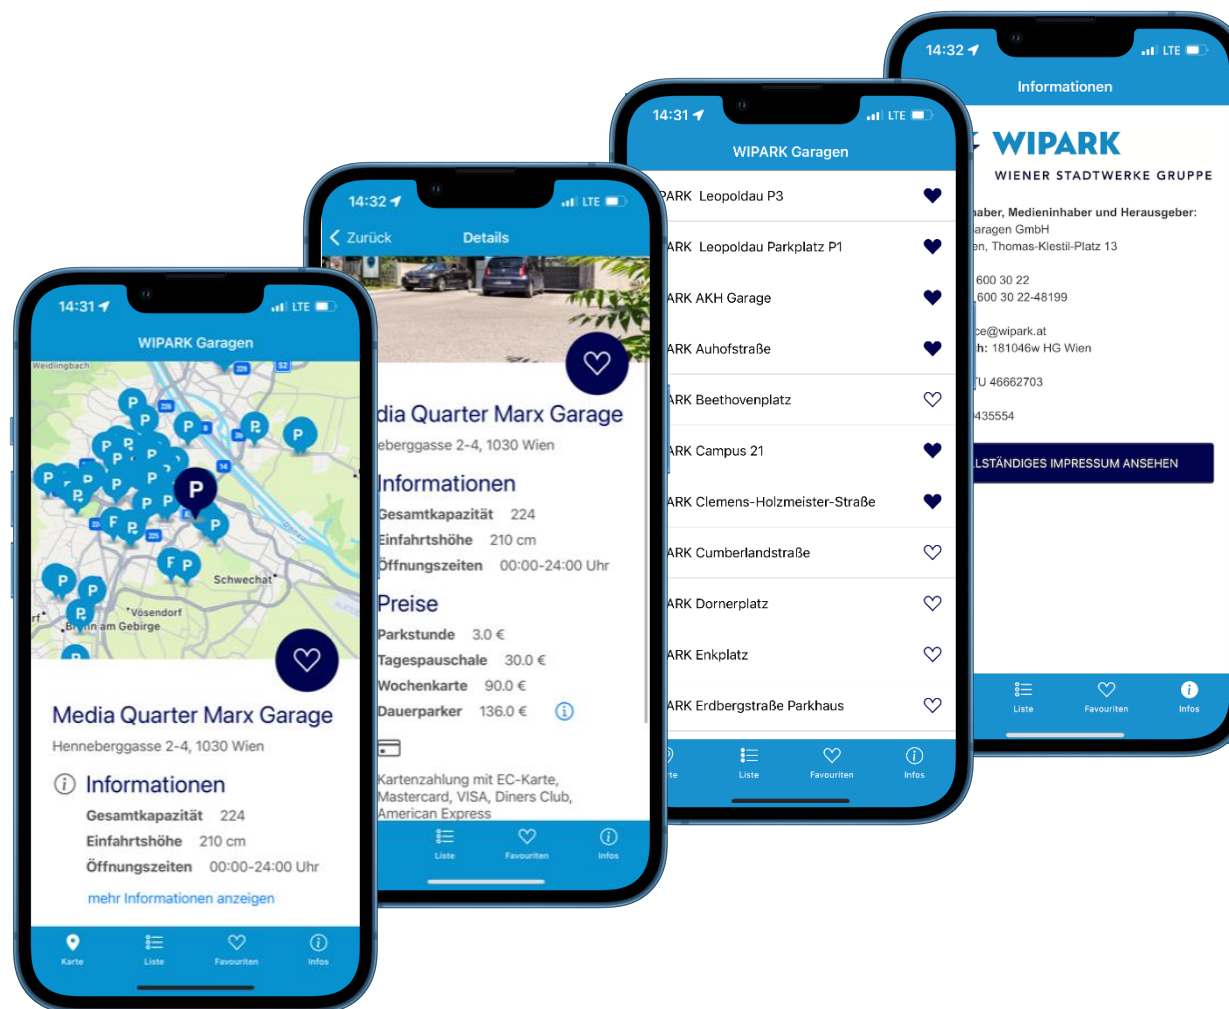 14:31
LTE
WIPARK Garagen
Weidlingbach
Schwechat
Vösendorf
am Gebirge
Donau
Media Quarter Marx Garage
Henneberggasse 2-4, 1030 Wien
Informationen
Gesamtkapazität 224
Einfahrtshöhe 210 cm
Öffnungszeiten 00:00-24:00 Uhr
mehr Informationen anzeigen
Karte Liste Favouriten Infos
14:32
LTE
Zurück Details
dia Quarter Marx Garage
eberggasse 2-4, 1030 Wien
Informationen
Gesamtkapazität 224
Einfahrtshöhe 210 cm
Öffnungszeiten 00:00-24:00 Uhr
Preise
Parkstunde 3.0 €
Tagespauschale 30.0 €
Wochenkarte 90.0 €
Dauerparker 136.0 €
Kartenzahlung mit EC-Karte,
Mastercard, VISA, Diners Club,
American Express
Liste Favouriten Infos
14:31
LTE
WIPARK Garagen
PARK Leopoldau P3
ARK Leopoldau Parkplatz P1
ARK AKH Garage
ARK Auhofstraße
ARK Beethovenplatz
ARK Campus 21
ARK Clemens-Holzmeister-Straße
ARK Cumberlandstraße
ARK Dornerplatz
ARK Enkplatz
ARK Erdbergstraße Parkhaus
rte Liste Favouriten Infos
14:32
LTE
Informationen
WIPARK
WIENER STADTWERKE GRUPPE
haber, Medieninhaber und Herausgeber:
aragen GmbH
en, Thomas-Klestil-Platz 13
600 30 22
600 30 22-48199
ce@wipark.at
ch: 181046w HG Wien
TU 46662703
435554
LSTÄNDIGES IMPRESSUM ANSEHEN
Liste Favouriten Infos